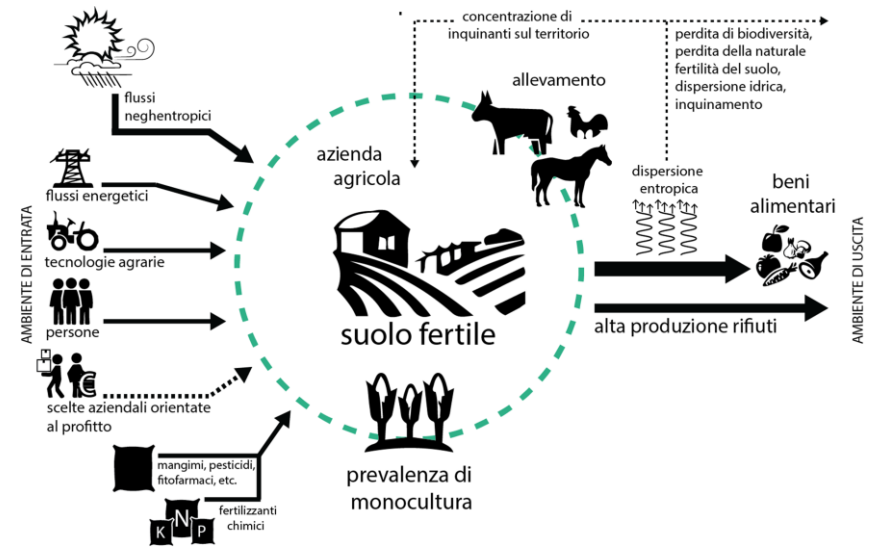 concentrazione di
inquinanti sul territorio
perdita di biodiversità,
perdita della naturale
fertilità del suolo,
dispersione idrica,
inquinamento
flussi
neghentropici
allevamento
azienda
agricola
dispersione
entropica
beni
alimentari
flussi energetici
AMBIENTE DI ENTRATA
tecnologie agrarie
persone
suolo fertile
alta produzione rifiuti
AMBIENTE DI USCITA
scelte aziendali orientate
al profitto
mangimi, pesticidi,
fitofarmaci, etc.
fertilizzanti
chimici
K N P
prevalenza di
monocultura